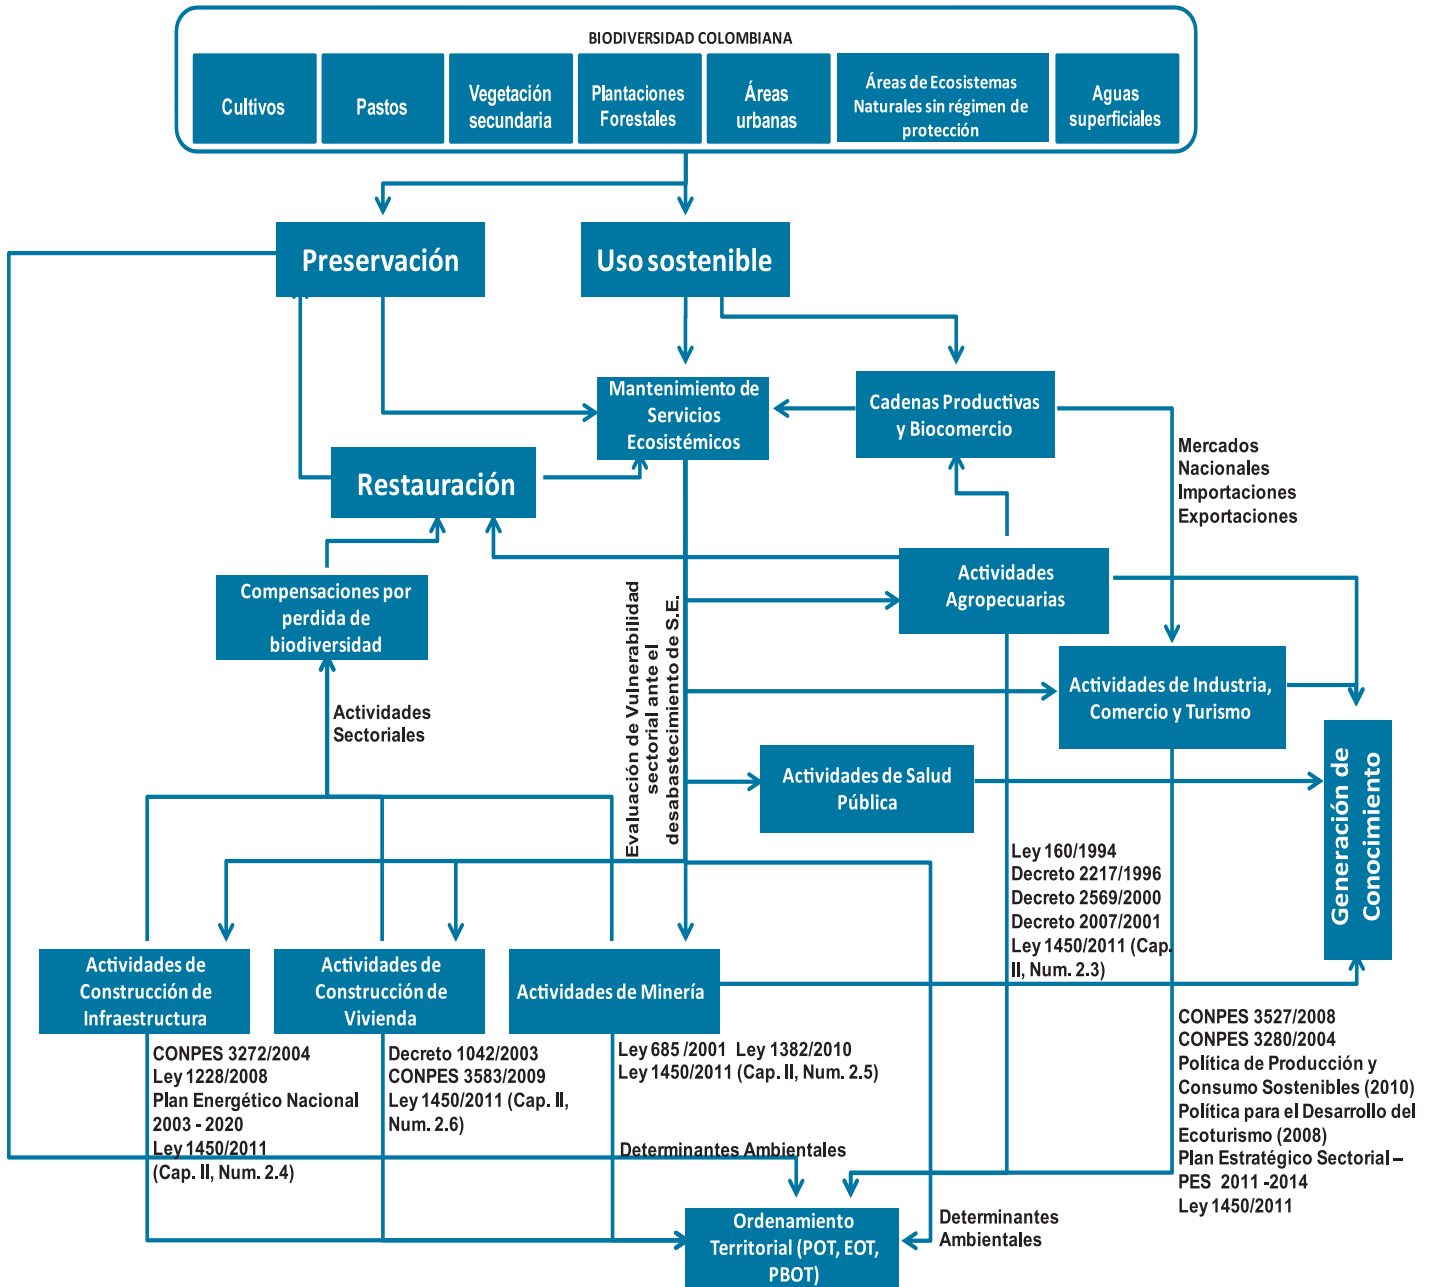 BIODIVERSIDAD COLOMBIANA
Cultivos
Pastos
Vegetación
secundaria
Plantaciones
Forestales
Áreas
urbanas
Áreas de Ecosistemas
Naturales sin régimen de
protección
Aguas
superficiales
Preservación
Uso sostenible
Mantenimiento de
Servicios
Ecosistémicos
Cadenas Productivas
y Biocomercio
Mercados
Nacionales
Importaciones
Exportaciones
Restauración
Actividades
Agropecuarias
Compensaciones por
perdida de
biodiversidad
Evaluación de Vulnerabilidad
sectorial ante el
desabastecimiento de S.E.
Actividades de Industria,
Comercio y Turismo
Actividades
Sectoriales
Actividades de Salud
Pública
Generación de
Conocimiento
Ley 160/1994
Decreto 2217/1996
Decreto 2569/2000
Decreto 2007/2001
Ley 1450/2011 (Cap.
II, Num. 2.3)
Actividades de
Construcción de
Infraestructura
Actividades de
Construcción de
Vivienda
Actividades de Minería
CONPES 3272/2004
Ley 1228/2008
Plan Energético Nacional
2003 - 2020
Ley 1450/2011
(Cap. II, Num. 2.4)
Decreto 1042/2003
CONPES 3583/2009
Ley 1450/2011 (Cap. II,
Num. 2.6)
Ley 685 /2001 Ley 1382/2010
Ley 1450/2011 (Cap. II, Num. 2.5)
CONPES 3527/2008
CONPES 3280/2004
Política de Producción y
Consumo Sostenibles (2010)
Política para el Desarrollo del
Ecoturismo (2008)
Plan Estratégico Sectorial –
PES 2011 -2014
Ley 1450/2011
Determinantes Ambientales
Ordenamiento
Territorial (POT, EOT,
PBOT)
Determinantes
Ambientales